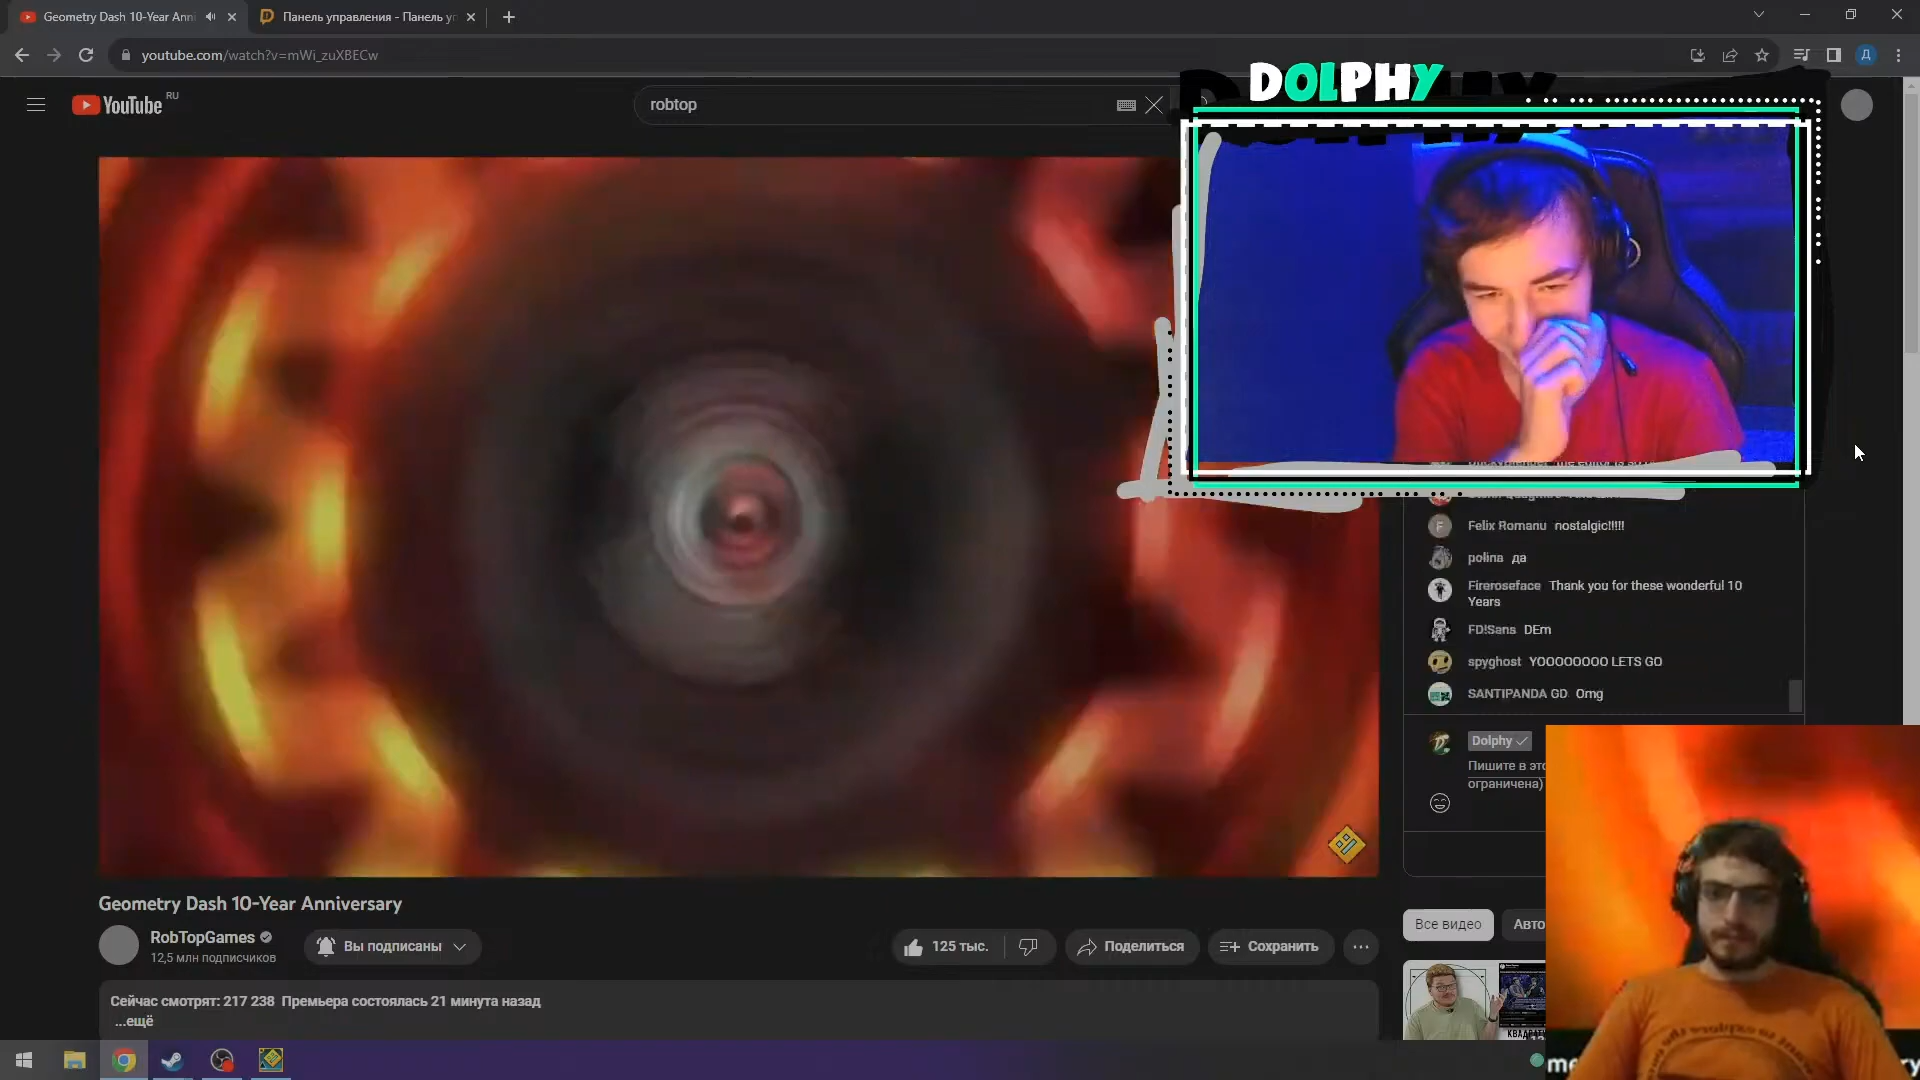 Geometry Dash 10-Year Anni
Панель управления - Панель уп
youtube.com/watch?v=mWi_zuXBECw
YouTube RU
robtop
DOLPHY
Felix Romanu nostalgic!!!!!
polina да
Fireroseface Thank you for these wonderful 10
Years
FD!Sans DEm
spyghost YOOOOOOOO LETS GO
SANTIPANDA GD Omg
Dolphy
Пишите в это
ограничена)
Geometry Dash 10-Year Anniversary
RobTopGames
12,5 млн подписчиков
Вы подписаны
125 тыс.
Поделиться
Сохранить
Все видео
Авто
Сейчас смотрят: 217 238 Премьера состоялась 21 минута назад
...ещё